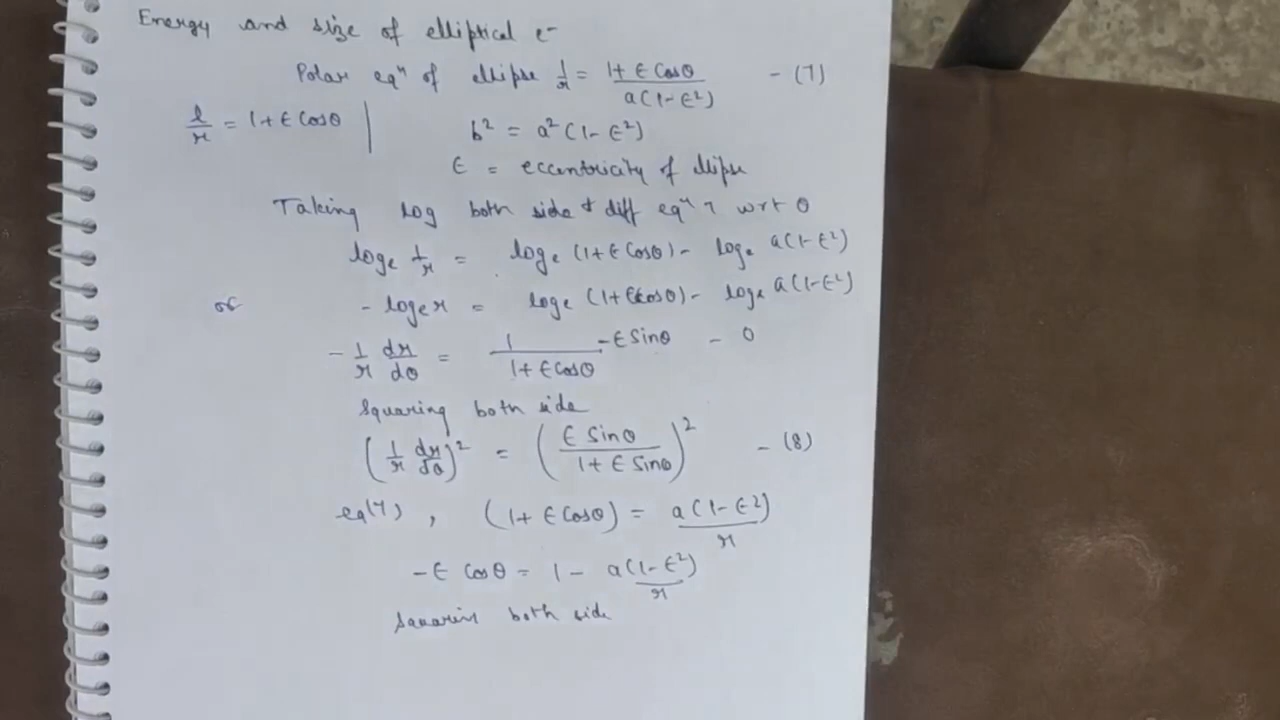 Energy and size of elliptical e-
Polar eqⁿ of ellipse 1/r = (1+ ϵ Cosθ)/(a(1-ϵ²)) - (7)
l/r = 1+ ϵ Cosθ | b² = a² (1- ϵ²)
ϵ = eccentricity of ellipse
Taking log both side & diff eqⁿ 7 wrt θ
logₑ 1/r = logₑ (1+ϵ Cosθ) - logₑ a(1-ϵ²)
or - logₑ r = logₑ (1+ϵCosθ) - logₑ a(1-ϵ²)
- 1/r dr/dθ = 1/(1+ ϵ Cosθ) -ϵ Sinθ - 0
Squaring both side
(1/r dr/dθ)² = (ϵ Sinθ/(1+ ϵ Sinθ))² - (8)
eq(7) , (1+ ϵ Cosθ) = a(1-ϵ²)/r
-ϵ Cosθ = 1 - a(1-ϵ²)/r
Squaring both side